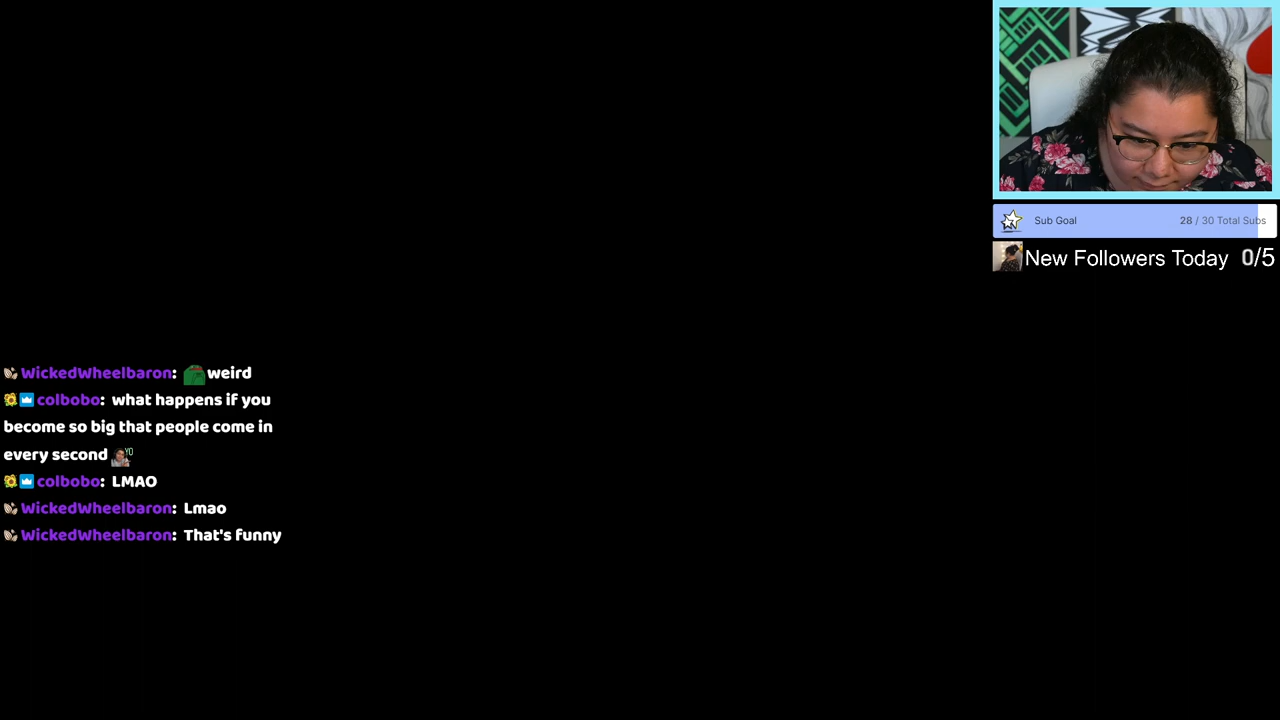 Sub Goal 28 / 30 Total Subs
New Followers Today 0/5
WickedWheelbaron: weird
colbobo: what happens if you
become so big that people come in
every second YO
colbobo: LMAO
WickedWheelbaron: Lmao
WickedWheelbaron: That's funny